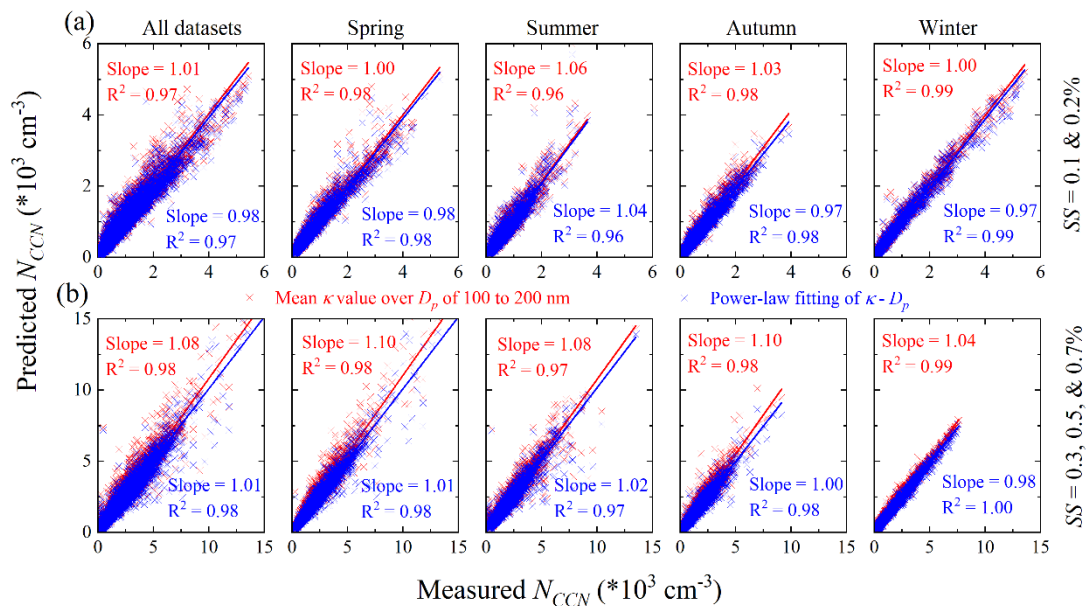 (a)
All datasets
Spring
Summer
Autumn
Winter
6
4
2
0
Slope = 1.01
R² = 0.97
Slope = 0.98
R² = 0.97
Slope = 1.00
R² = 0.98
Slope = 0.98
R² = 0.98
Slope = 1.06
R² = 0.96
Slope = 1.04
R² = 0.96
Slope = 1.03
R² = 0.98
Slope = 0.97
R² = 0.98
Slope = 1.00
R² = 0.99
Slope = 0.97
R² = 0.99
SS = 0.1 & 0.2%
0 2 4 6
0 2 4 6
0 2 4 6
0 2 4 6
0 2 4 6
Predicted N_CCN (*10³ cm⁻³)
(b)
× Mean κ value over D_p of 100 to 200 nm
× Power-law fitting of κ - D_p
15
10
5
0
Slope = 1.08
R² = 0.98
Slope = 1.01
R² = 0.98
Slope = 1.10
R² = 0.98
Slope = 1.01
R² = 0.98
Slope = 1.08
R² = 0.97
Slope = 1.02
R² = 0.97
Slope = 1.10
R² = 0.98
Slope = 1.00
R² = 0.98
Slope = 1.04
R² = 0.99
Slope = 0.98
R² = 1.00
SS = 0.3, 0.5, & 0.7%
0 5 10 15
0 5 10 15
0 5 10 15
0 5 10 15
0 5 10 15
Measured N_CCN (*10³ cm⁻³)